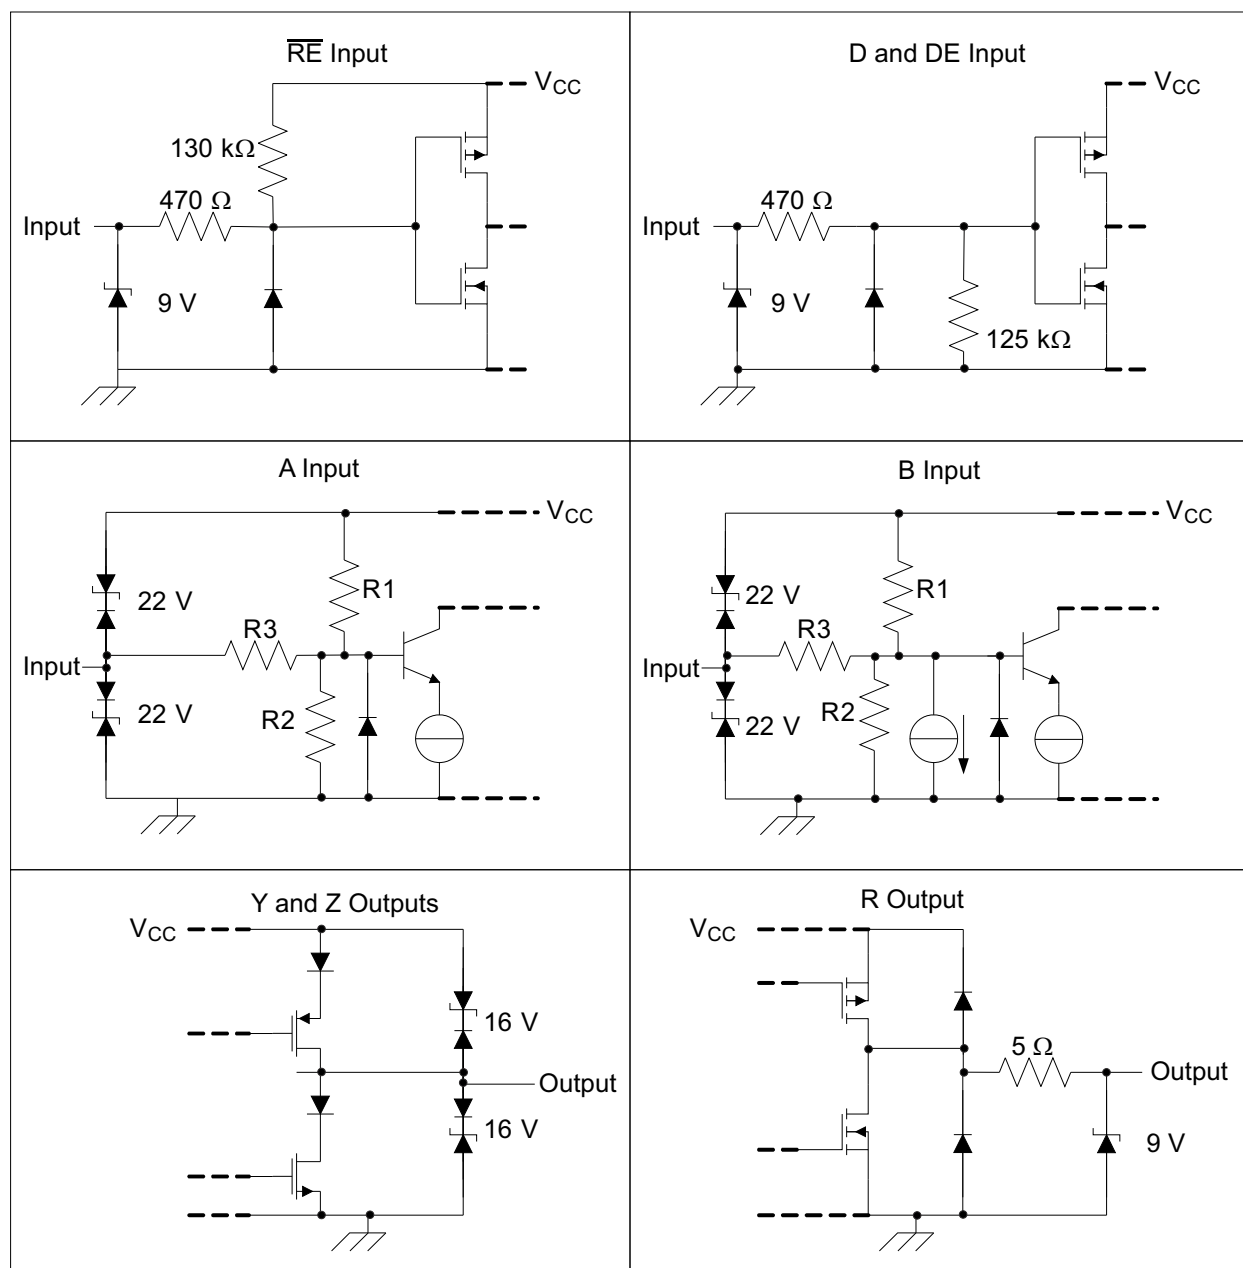 R̅E̅ Input
V_CC
130 kΩ
470 Ω
Input
9 V
D and DE Input
V_CC
470 Ω
Input
9 V
125 kΩ
A Input
V_CC
22 V
R1
R3
Input
22 V
R2
B Input
V_CC
22 V
R1
R3
Input
22 V
R2
Y and Z Outputs
V_CC
16 V
Output
16 V
R Output
V_CC
5 Ω
Output
9 V